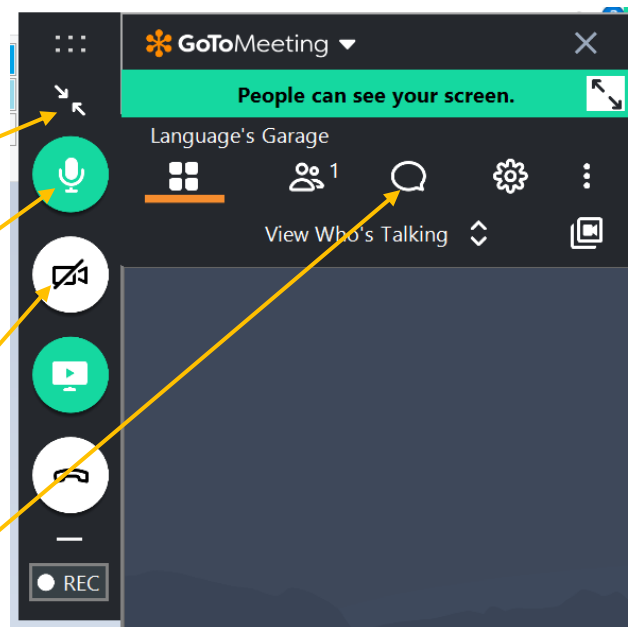 GoToMeeting
People can see your screen.
Language's Garage
1
View Who's Talking
REC